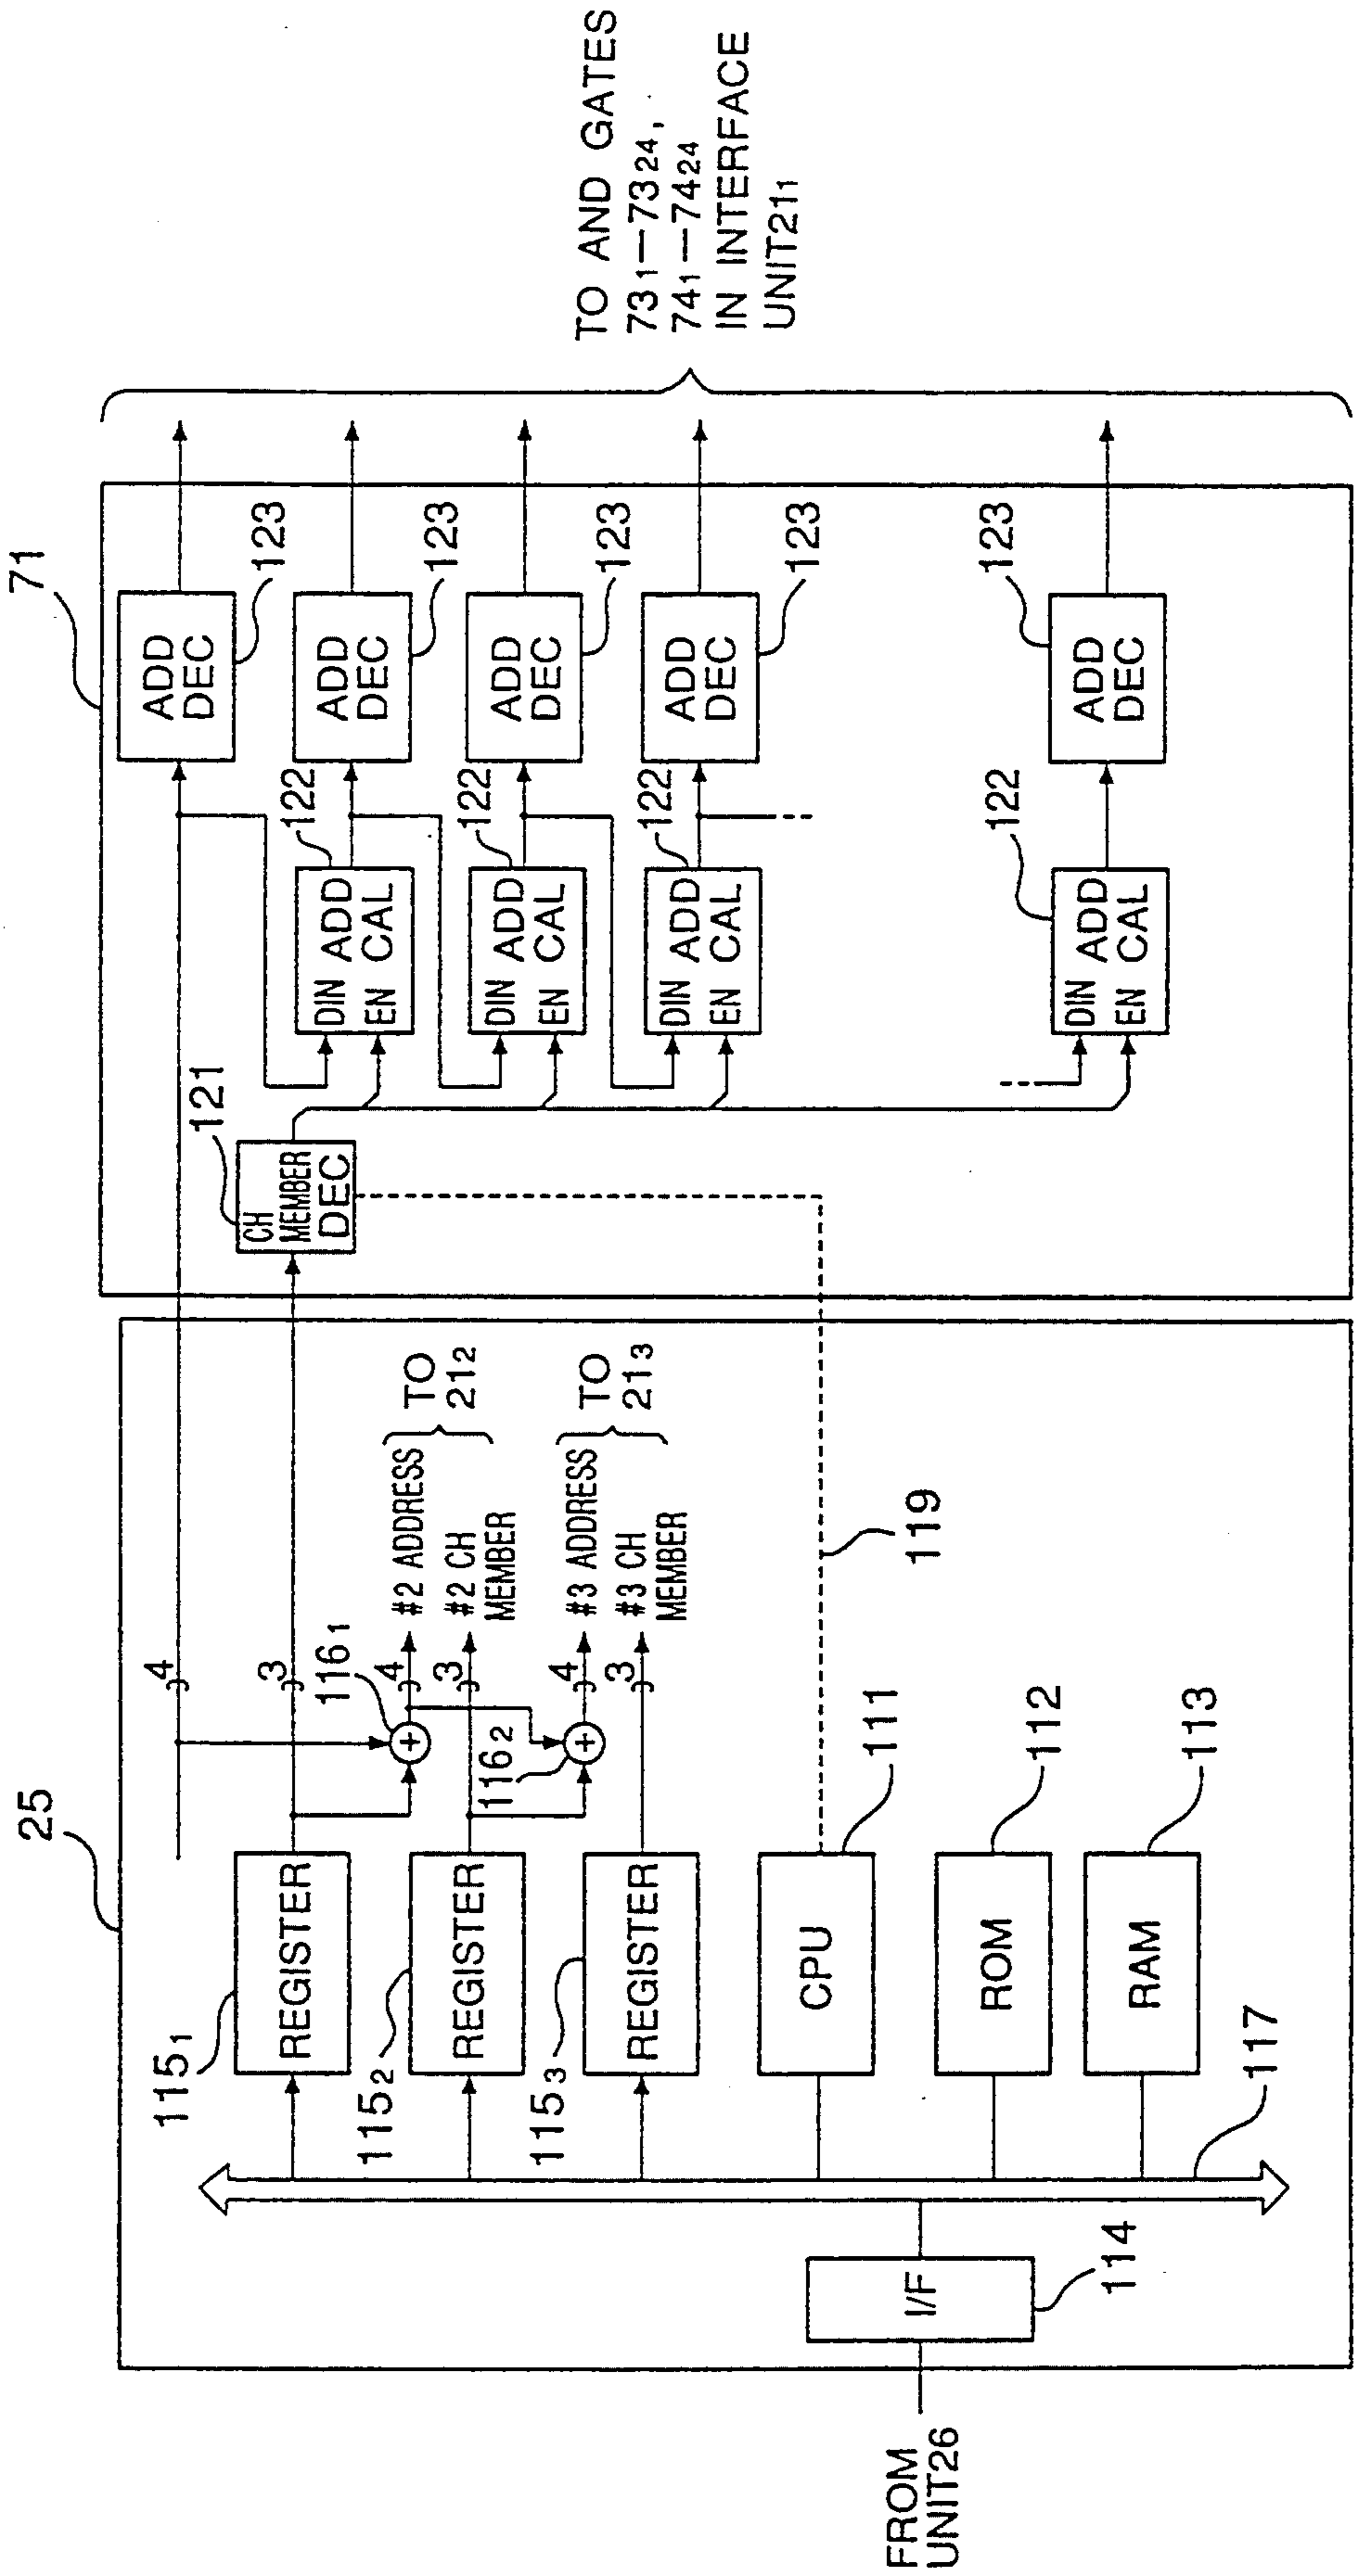 25
71
115₁
REGISTER
115₂
REGISTER
115₃
REGISTER
CPU
111
ROM
112
RAM
113
117
I/F
114
FROM
UNIT26
4
3
116₁
4
3
116₂
4
3
#2 ADDRESS
#2 CH
MEMBER
TO
21₂
#3 ADDRESS
#3 CH
MEMBER
TO
21₃
119
121
CH
MEMBER
DEC
DIN ADD
EN CAL
122
DIN ADD
EN CAL
122
DIN ADD
EN CAL
122
DIN ADD
EN CAL
122
ADD
DEC
123
ADD
DEC
123
ADD
DEC
123
ADD
DEC
123
ADD
DEC
123
TO AND GATES
73₁—73₂₄,
74₁—74₂₄
IN INTERFACE
UNIT21₁